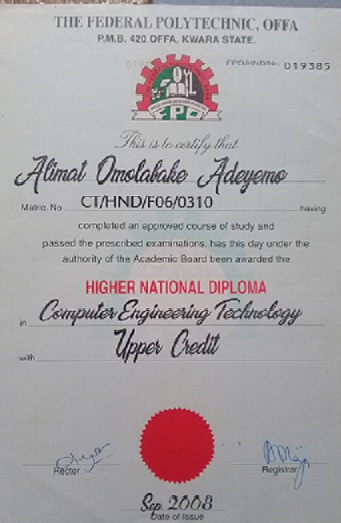 THE FEDERAL POLYTECHNIC, OFFA
P.M.B. 420 OFFA, KWARA STATE.
FPO/HND/No. 019385
FPO
This is to certify that
Alimat Omolabake Adeyemo
Matric. No CT/HND/F06/0310 having
completed an approved course of study and
passed the prescribed examinations, has this day under the
authority of the Academic Board been awarded the
HIGHER NATIONAL DIPLOMA
in Computer Engineering Technology
with Upper Credit
Rector Registrar
Sep. 2008
Date of Issue